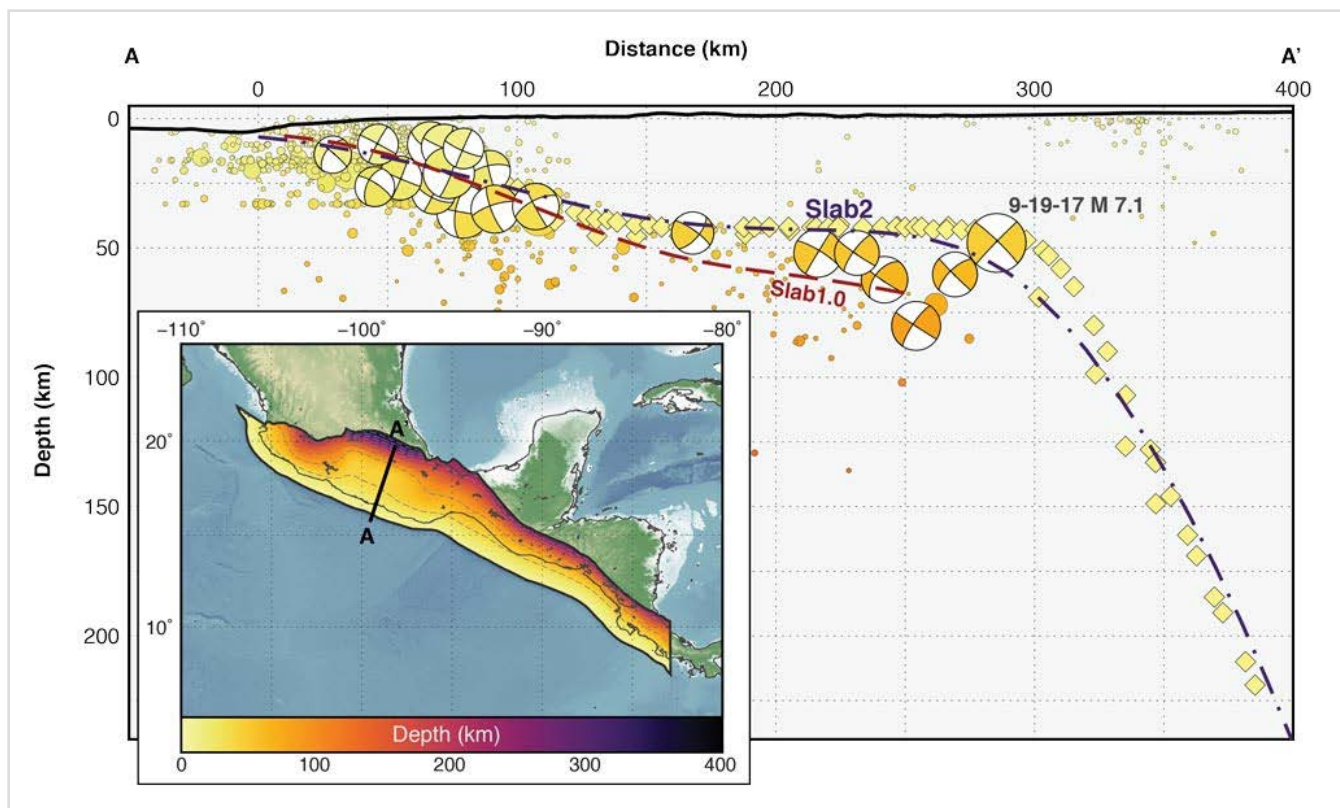 Distance (km)
A A'
0 100 200 300 400
0
50
100
150
200
Depth (km)
Slab2
9-19-17 M 7.1
Slab1.0
−110° −100° −90° −80°
20°
10°
A'
A
Depth (km)
0 100 200 300 400